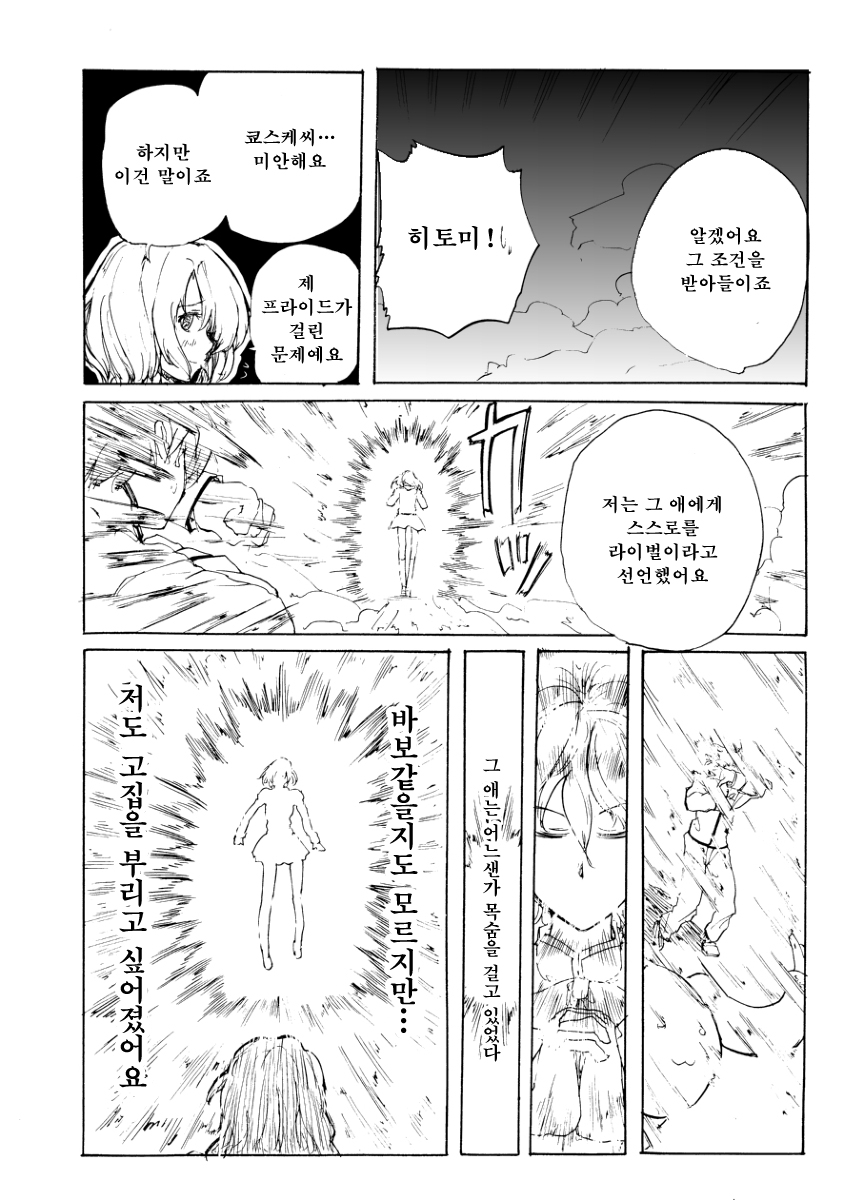 알겠어요
그 조건을
받아들이죠
히토미!
쿄스케씨…
미안해요
하지만
이건 말이죠
제
프라이드가
걸린
문제예요
저는 그 애에게
스스로를
라이벌이라고
선언했어요
カッ
그 애는 어느샌가 목숨을 걸고 있었다
바보같을지도 모르지만…
저도 고집을 부리고 싶어졌어요